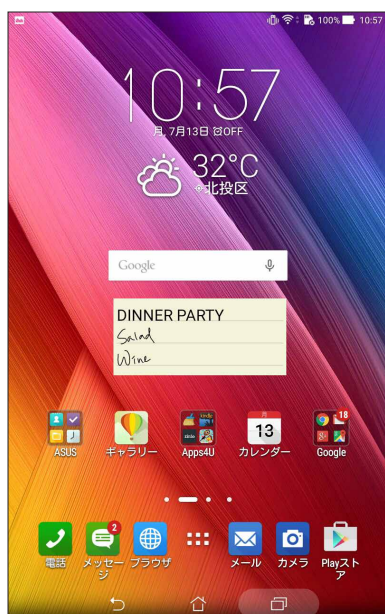 100% 10:57
10:57
月, 7月13日 OFF
32°C
北投区
Google
DINNER PARTY
Salad
Wine
13
18
ASUS ギャラリー Apps4U カレンダー Google
2
電話 メッセージ ブラウザ メール カメラ Playストア